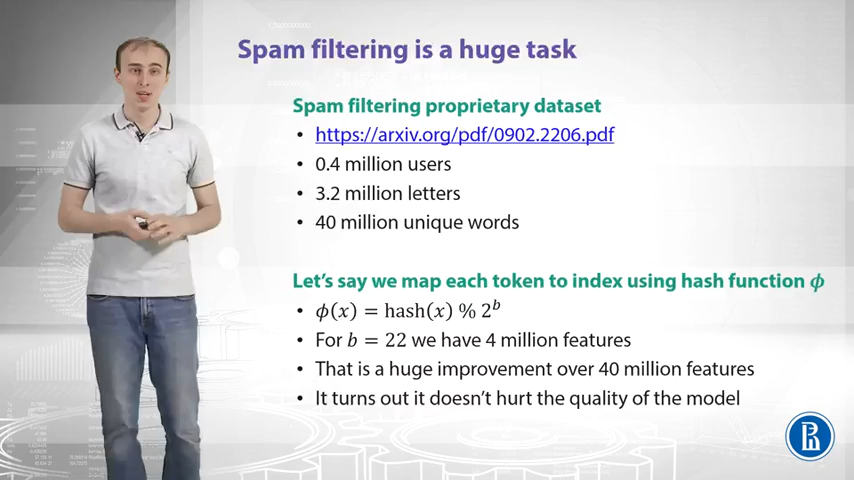 Spam filtering is a huge task
Spam filtering proprietary dataset
• https://arxiv.org/pdf/0902.2206.pdf
• 0.4 million users
• 3.2 million letters
• 40 million unique words
Let's say we map each token to index using hash function ϕ
• ϕ(x) = hash(x) % 2^b
• For b = 22 we have 4 million features
• That is a huge improvement over 40 million features
• It turns out it doesn't hurt the quality of the model